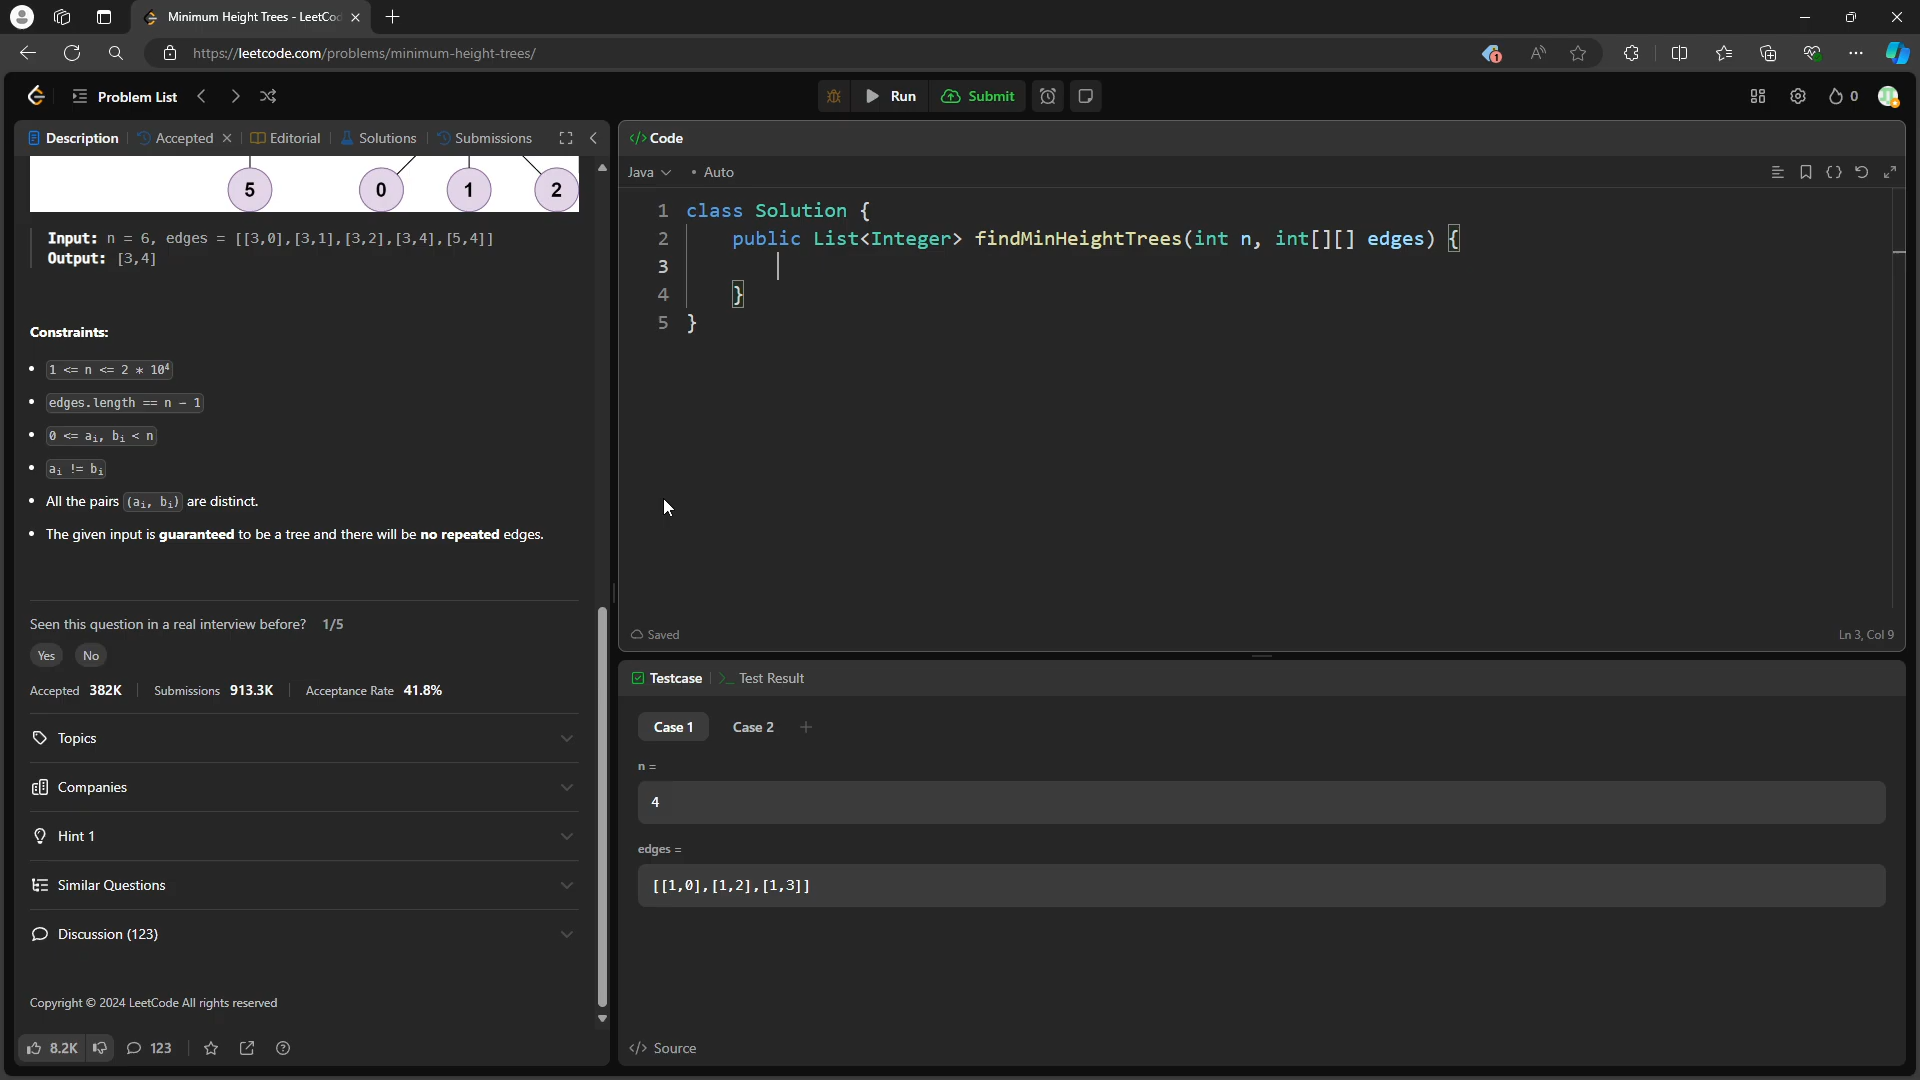 Minimum Height Trees - LeetCo
https://leetcode.com/problems/minimum-height-trees/
1
Problem List
Run
Submit
0
Description
Accepted
Editorial
Solutions
Submissions
5
0
1
2
Input: n = 6, edges = [[3,0],[3,1],[3,2],[3,4],[5,4]]
Output: [3,4]
Constraints:
• 1 <= n <= 2 * 10⁴
• edges.length == n - 1
• 0 <= aᵢ, bᵢ < n
• aᵢ != bᵢ
• All the pairs (aᵢ, bᵢ) are distinct.
• The given input is guaranteed to be a tree and there will be no repeated edges.
Seen this question in a real interview before? 1/5
Yes
No
Accepted 382K
Submissions 913.3K
Acceptance Rate 41.8%
Topics
Companies
Hint 1
Similar Questions
Discussion (123)
Copyright © 2024 LeetCode All rights reserved
8.2K
123
</> Code
Java
• Auto
1 class Solution {
2 public List<Integer> findMinHeightTrees(int n, int[][] edges) {
3
4 }
5 }
Saved
Ln 3, Col 9
Testcase
>_ Test Result
Case 1
Case 2
+
n =
4
edges =
[[1,0],[1,2],[1,3]]
</> Source